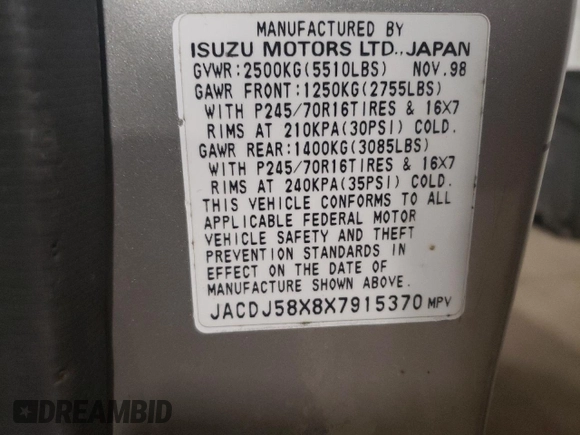 MANUFACTURED BY
ISUZU MOTORS LTD., JAPAN
GVWR:2500KG(5510LBS) NOV.98
GAWR FRONT:1250KG(2755LBS)
WITH P245/70R16TIRES & 16X7
RIMS AT 210KPA(30PSI) COLD.
GAWR REAR:1400KG(3085LBS)
WITH P245/70R16TIRES & 16X7
RIMS AT 240KPA(35PSI) COLD.
THIS VEHICLE CONFORMS TO ALL
APPLICABLE FEDERAL MOTOR
VEHICLE SAFETY AND THEFT
PREVENTION STANDARDS IN
EFFECT ON THE DATE OF
MANUFACTURE SHOWN ABOVE.
JACDJ58X8X7915370 MPV
DREAMBID